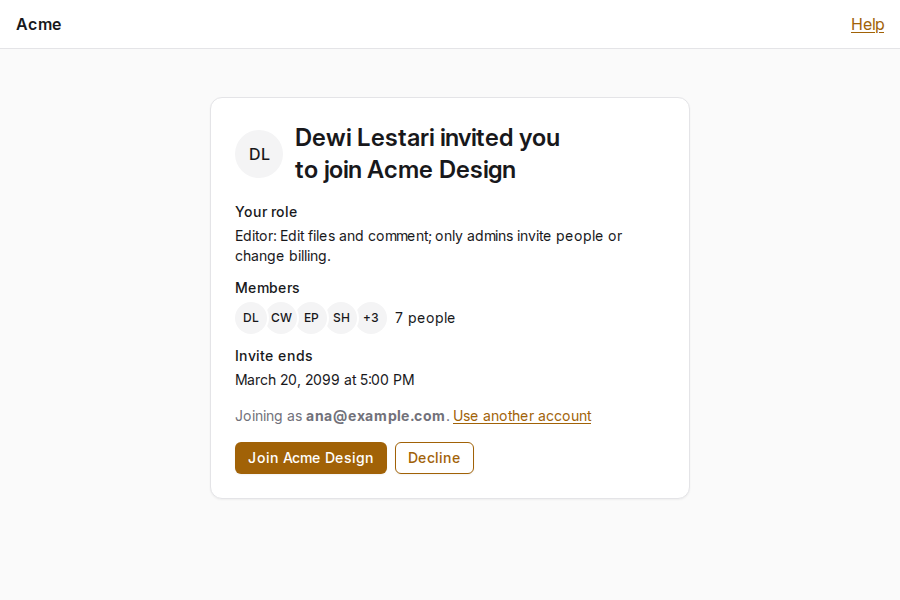 Acme
Help
DL
Dewi Lestari invited you
to join Acme Design
Your role
Editor: Edit files and comment; only admins invite people or
change billing.
Members
DL CW EP SH +3 7 people
Invite ends
March 20, 2099 at 5:00 PM
Joining as ana@example.com. Use another account
Join Acme Design Decline